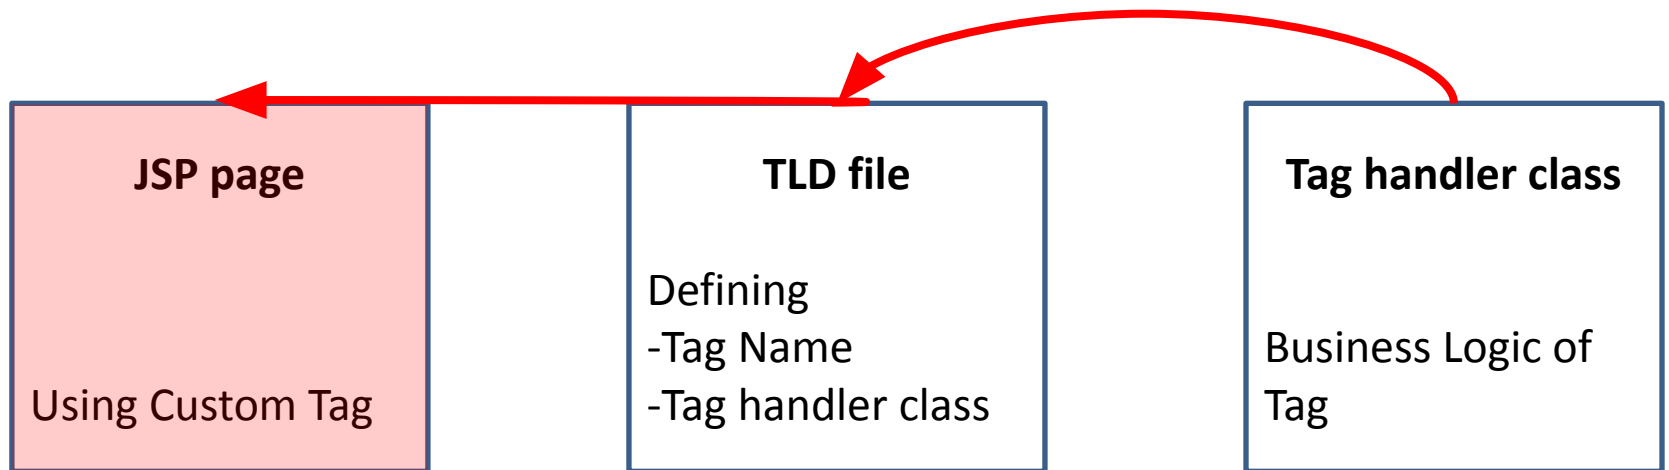 JSP page
Using Custom Tag
TLD file
Defining
-Tag Name
-Tag handler class
Tag handler class
Business Logic of
Tag